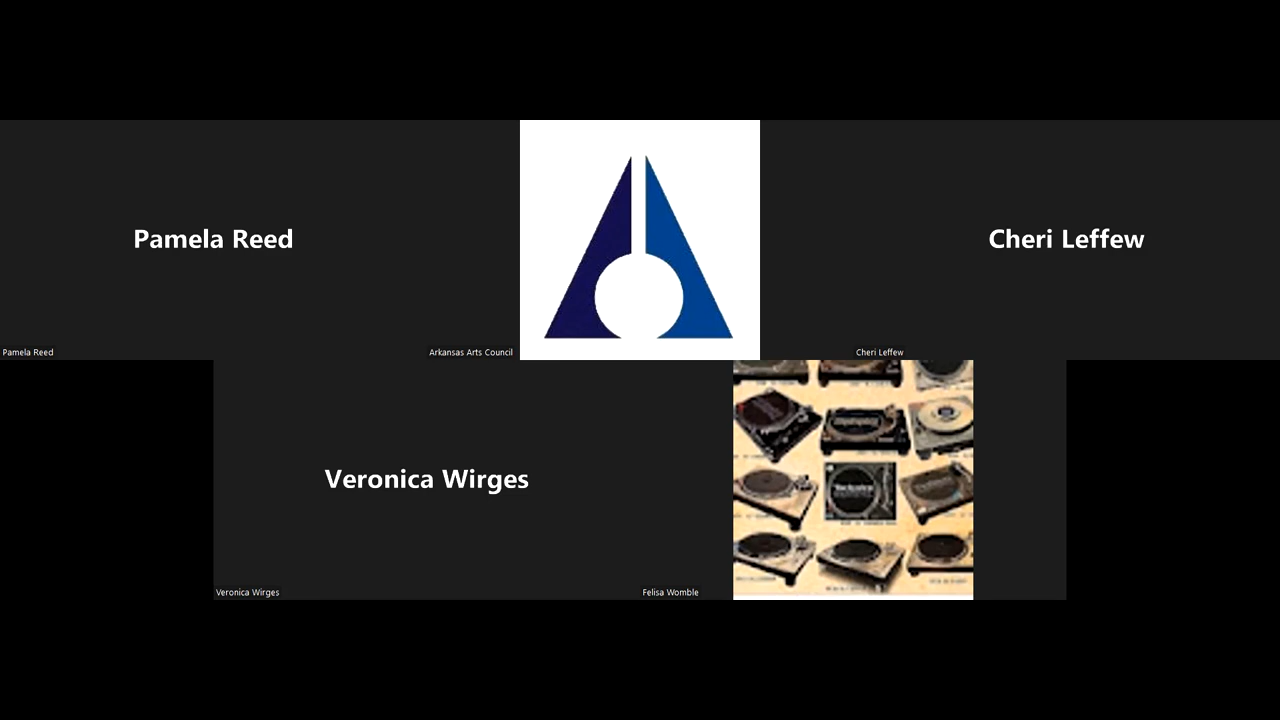 Pamela Reed
Cheri Leffew
Pamela Reed
Arkansas Arts Council
Cheri Leffew
Veronica Wirges
Veronica Wirges
Felisa Womble